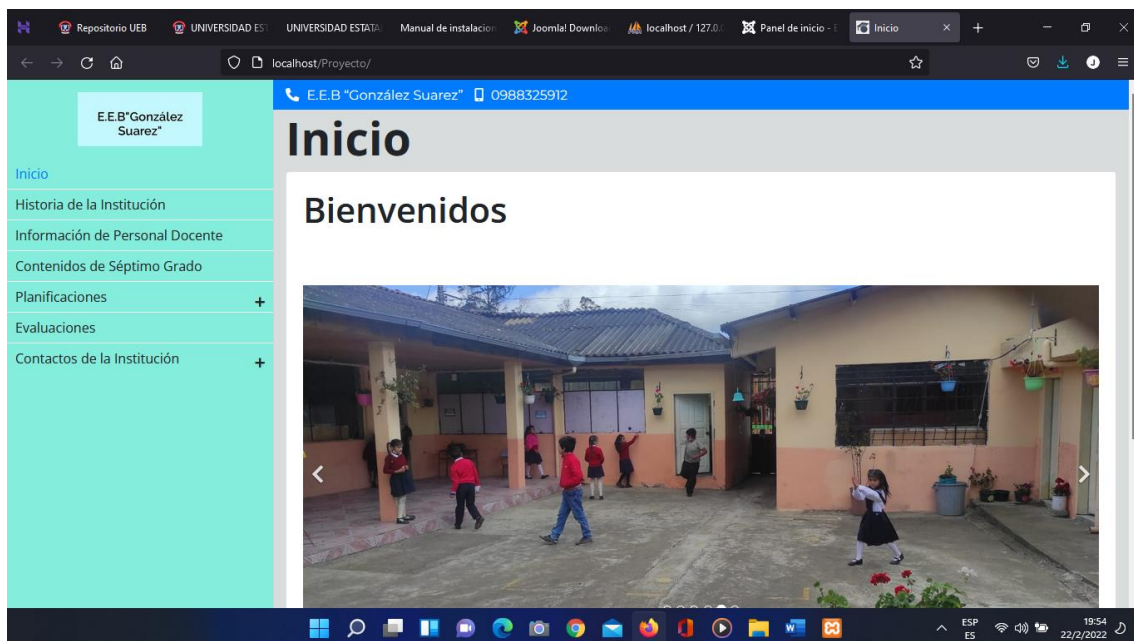 Repositorio UEB
UNIVERSIDAD EST
UNIVERSIDAD ESTATA
Manual de instalacion
Joomla! Downloa
localhost / 127.0.
Panel de inicio -
Inicio
localhost/Proyecto/
E.E.B"González
Suarez"
Inicio
Historia de la Institución
Información de Personal Docente
Contenidos de Séptimo Grado
Planificaciones +
Evaluaciones
Contactos de la Institución +
E.E.B “González Suarez” 0988325912
Inicio
Bienvenidos
ESP
ES
19:54
22/2/2022